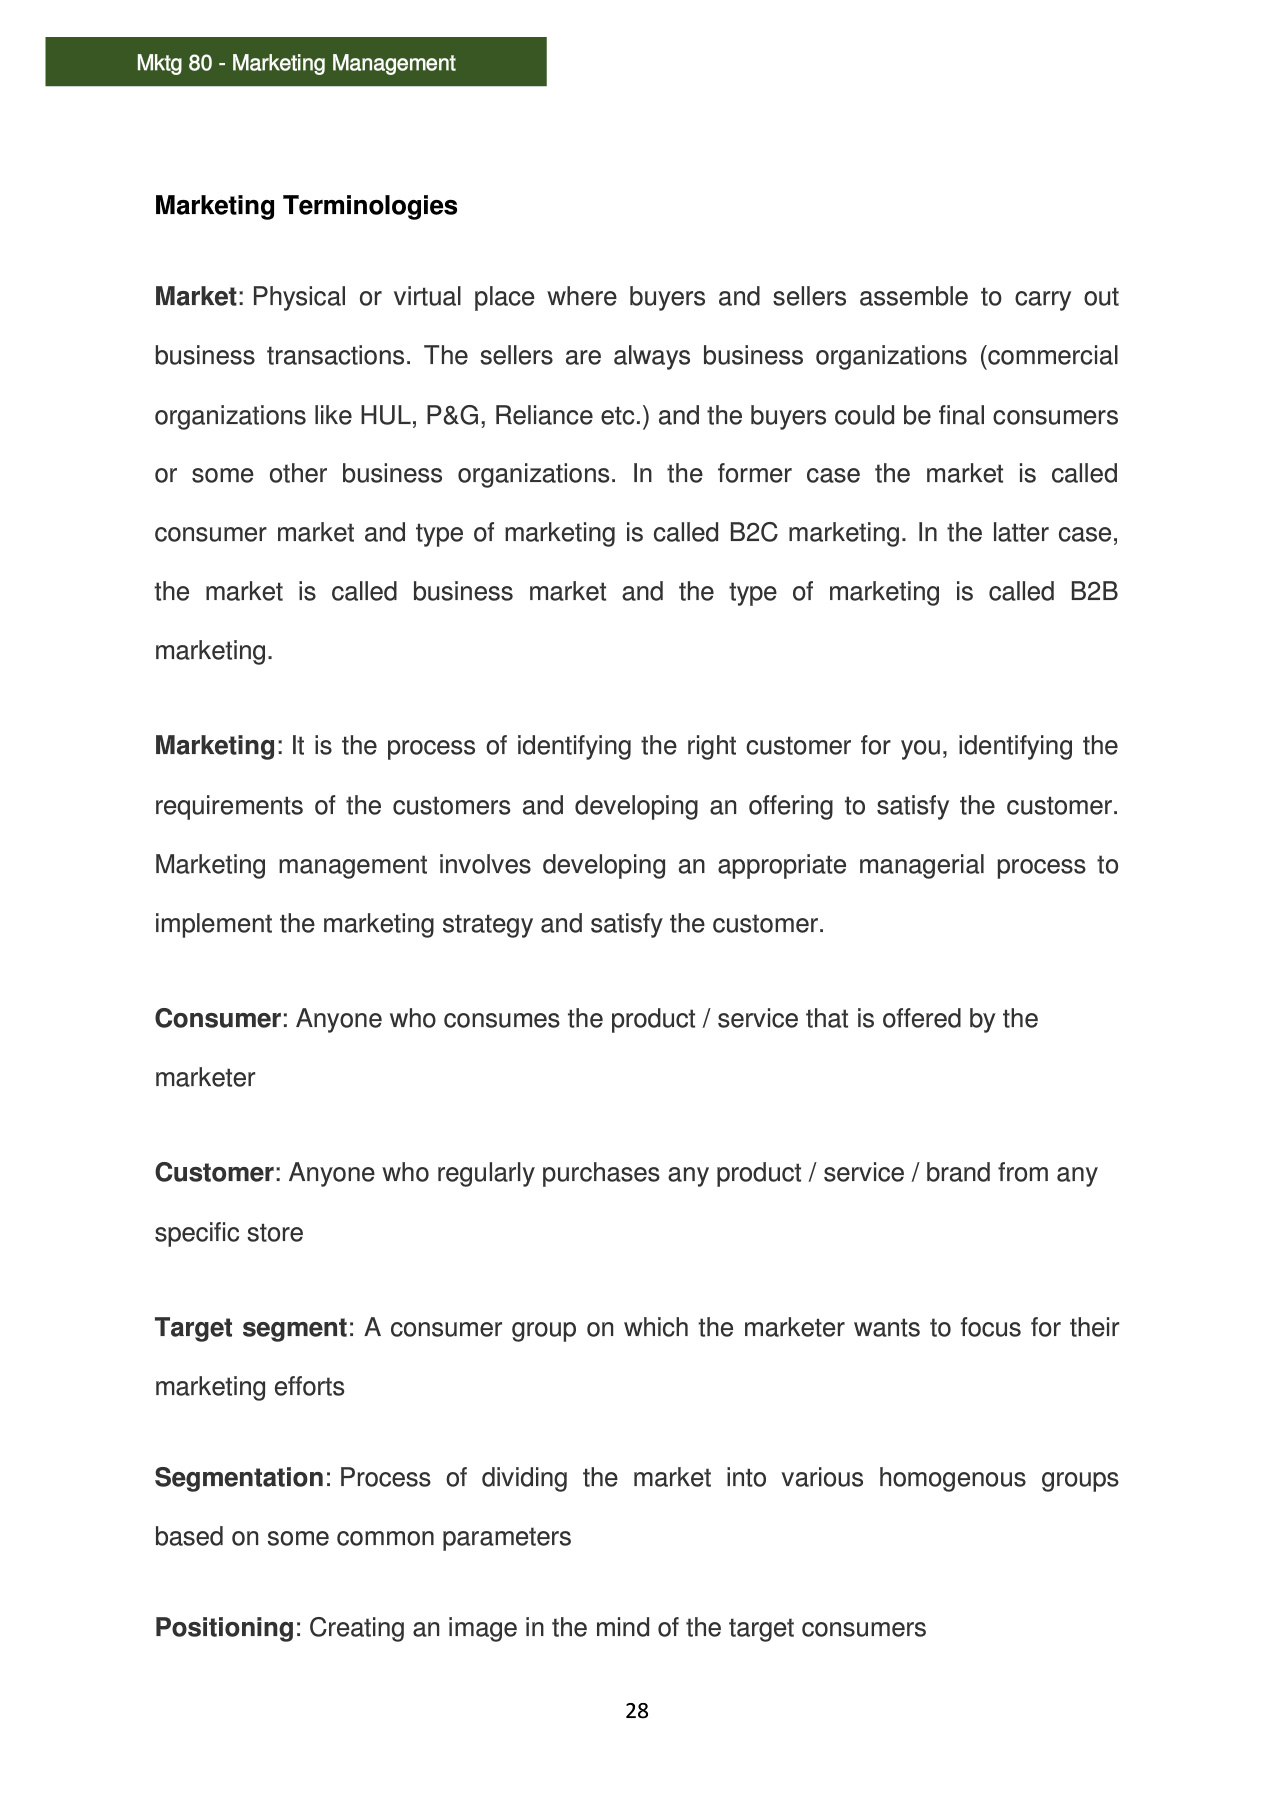 Mktg 80 - Marketing Management
Marketing Terminologies
Market: Physical or virtual place where buyers and sellers assemble to carry out
business transactions. The sellers are always business organizations (commercial
organizations like HUL, P&G, Reliance etc.) and the buyers could be final consumers
or some other business organizations. In the former case the market is called
consumer market and type of marketing is called B2C marketing. In the latter case,
the market is called business market and the type of marketing is called B2B
marketing.
Marketing: It is the process of identifying the right customer for you, identifying the
requirements of the customers and developing an offering to satisfy the customer.
Marketing management involves developing an appropriate managerial process to
implement the marketing strategy and satisfy the customer.
Consumer: Anyone who consumes the product / service that is offered by the
marketer
Customer: Anyone who regularly purchases any product / service / brand from any
specific store
Target segment: A consumer group on which the marketer wants to focus for their
marketing efforts
Segmentation: Process of dividing the market into various homogenous groups
based on some common parameters
Positioning: Creating an image in the mind of the target consumers
28